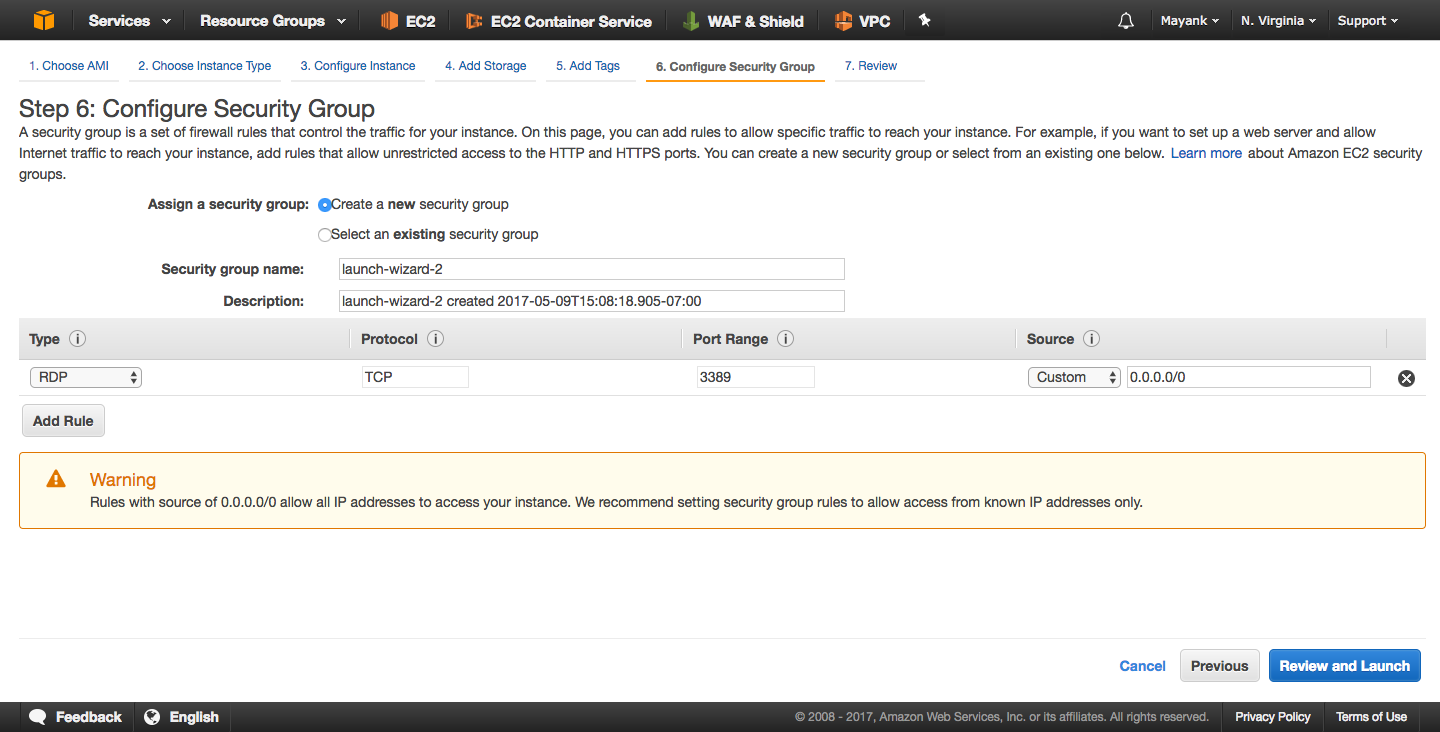 Services Resource Groups EC2 EC2 Container Service WAF & Shield VPC Mayank N. Virginia Support
1. Choose AMI 2. Choose Instance Type 3. Configure Instance 4. Add Storage 5. Add Tags 6. Configure Security Group 7. Review
Step 6: Configure Security Group
A security group is a set of firewall rules that control the traffic for your instance. On this page, you can add rules to allow specific traffic to reach your instance. For example, if you want to set up a web server and allow
Internet traffic to reach your instance, add rules that allow unrestricted access to the HTTP and HTTPS ports. You can create a new security group or select from an existing one below. Learn more about Amazon EC2 security
groups.
Assign a security group: Create a new security group
Select an existing security group
Security group name: launch-wizard-2
Description: launch-wizard-2 created 2017-05-09T15:08:18.905-07:00
Type i Protocol i Port Range i Source i
RDP TCP 3389 Custom 0.0.0.0/0
Add Rule
Warning
Rules with source of 0.0.0.0/0 allow all IP addresses to access your instance. We recommend setting security group rules to allow access from known IP addresses only.
Cancel Previous Review and Launch
Feedback English © 2008 - 2017, Amazon Web Services, Inc. or its affiliates. All rights reserved. Privacy Policy Terms of Use